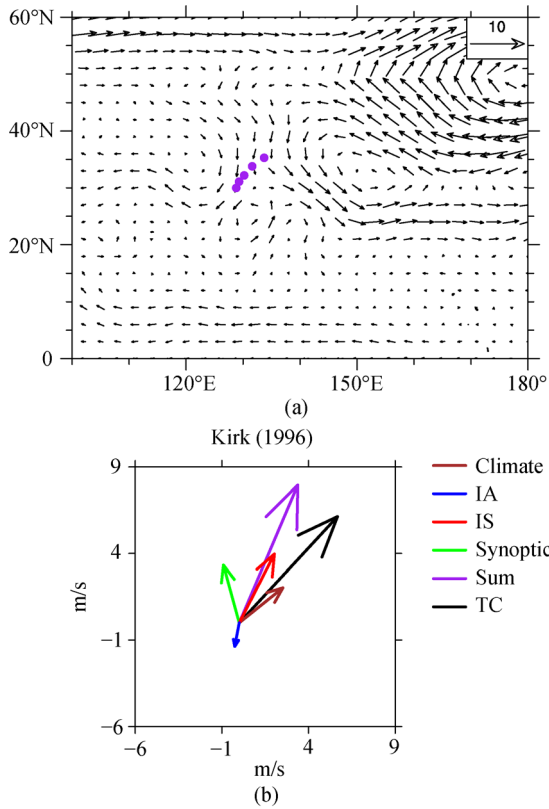 60°N
10
40°N
20°N
0
120°E
150°E
180°
(a)
Kirk (1996)
9
4
−1
−6
m/s
−6
−1
4
9
m/s
(b)
Climate
IA
IS
Synoptic
Sum
TC